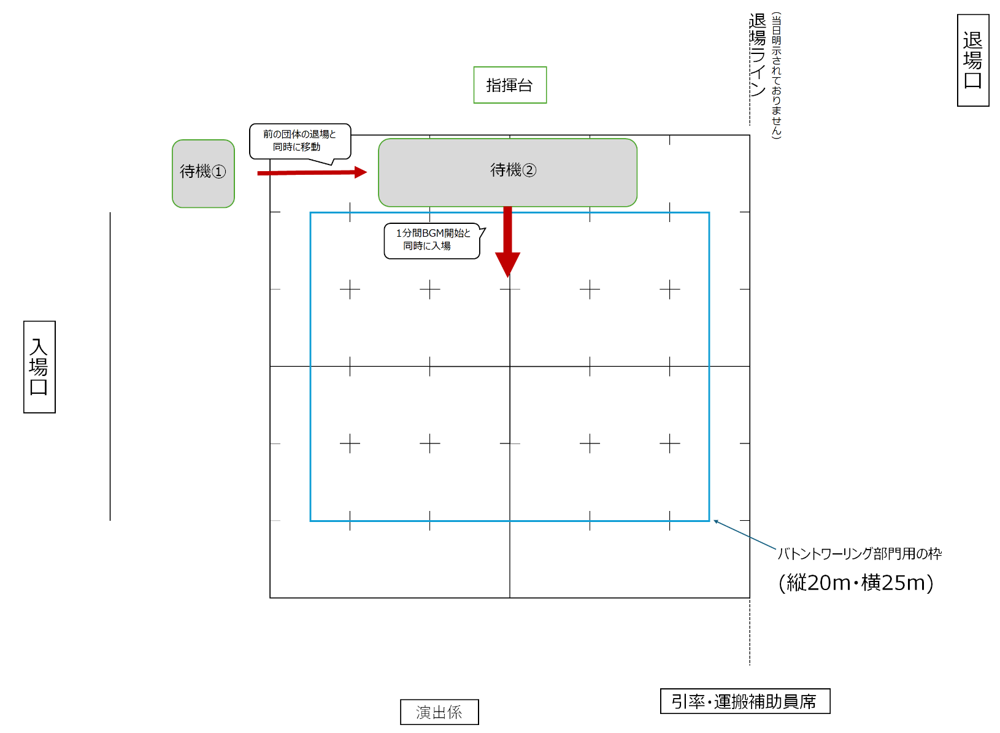 (当日明示されておりません)
退場ライン
退場口
指揮台
前の団体の退場と
同時に移動
待機①
待機②
1分間BGM開始と
同時に入場
入場口
バトントワーリング部門用の枠
(縦20m・横25m)
引率・運搬補助員席
演出係